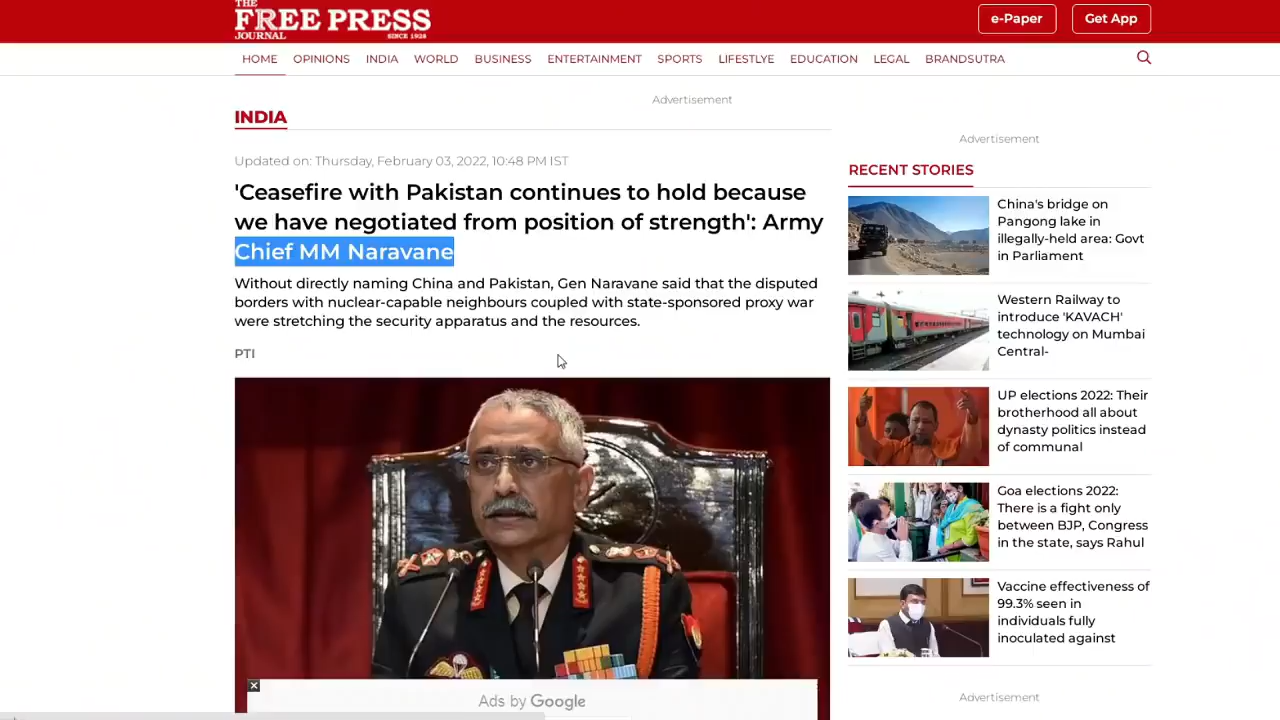 THE
FREE PRESS
JOURNAL SINCE 1928
e-Paper
Get App
HOME OPINIONS INDIA WORLD BUSINESS ENTERTAINMENT SPORTS LIFESTLYE EDUCATION LEGAL BRANDSUTRA
Advertisement
INDIA
Updated on: Thursday, February 03, 2022, 10:48 PM IST
'Ceasefire with Pakistan continues to hold because
we have negotiated from position of strength': Army
Chief MM Naravane
Without directly naming China and Pakistan, Gen Naravane said that the disputed
borders with nuclear-capable neighbours coupled with state-sponsored proxy war
were stretching the security apparatus and the resources.
PTI
Ads by Google
Advertisement
RECENT STORIES
China's bridge on
Pangong lake in
illegally-held area: Govt
in Parliament
Western Railway to
introduce 'KAVACH'
technology on Mumbai
Central-
UP elections 2022: Their
brotherhood all about
dynasty politics instead
of communal
Goa elections 2022:
There is a fight only
between BJP, Congress
in the state, says Rahul
Vaccine effectiveness of
99.3% seen in
individuals fully
inoculated against
Advertisement